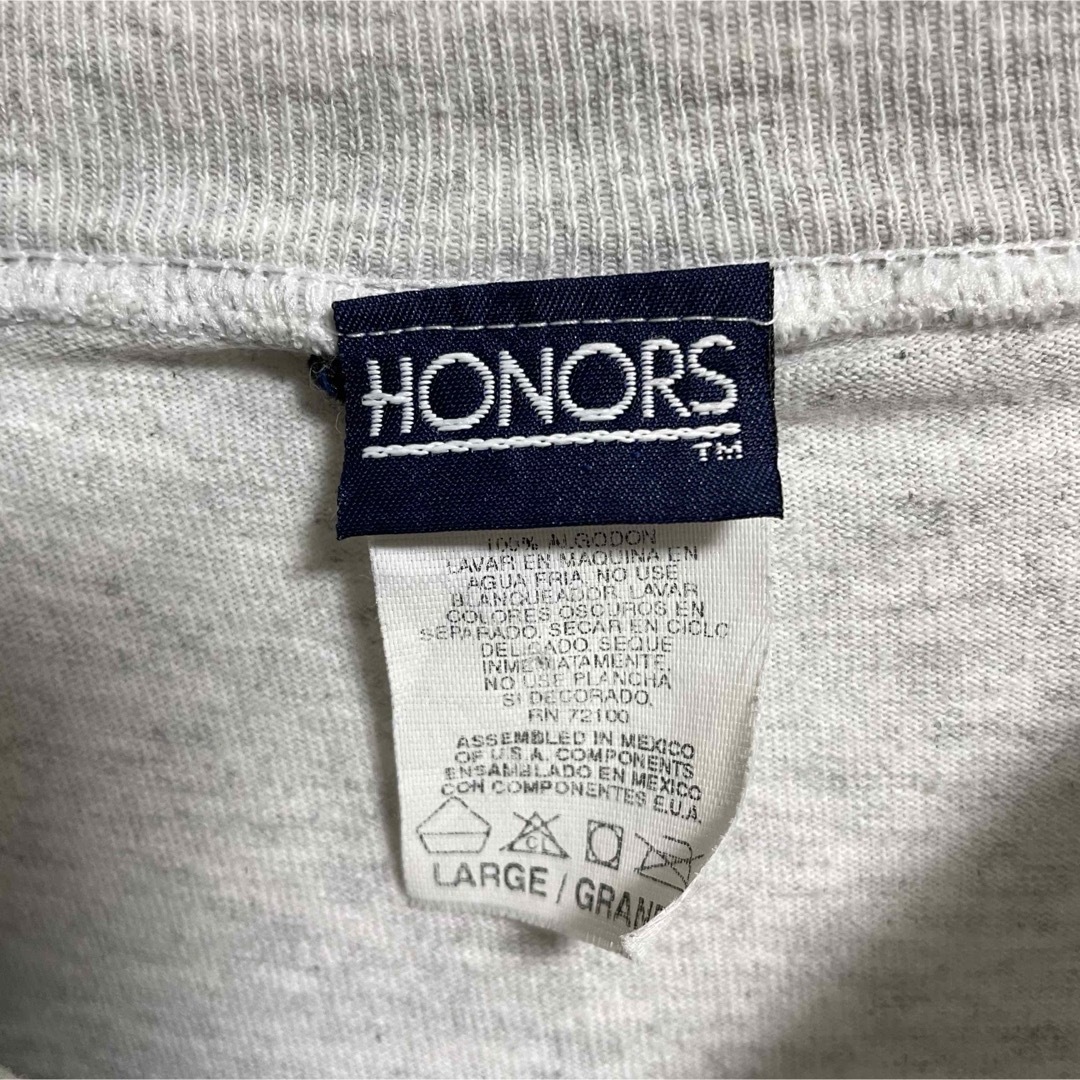 HONORS
TM
100% ALGODON
LAVAR EN MAQUINA EN
AGUA FRIA, NO USE
BLANQUEADOR, LAVAR
COLORES OSCUROS EN
SEPARADO, SECAR EN CICLO
DELICADO, SEQUE
INMEDIATAMENTE,
NO USE PLANCHA
SI DECORADO,
RN 72100
ASSEMBLED IN MEXICO
OF U.S.A. COMPONENTS
ENSAMBLADO EN MEXICO
CON COMPONENTES E.U.A.
CL
LARGE / GRAN